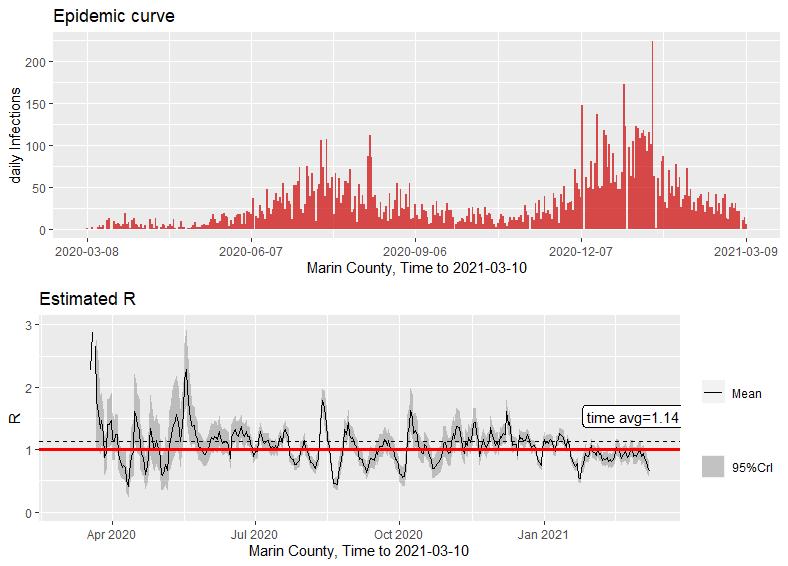 Epidemic curve
daily Infections
200
150
100
50
0
2020-03-08 2020-06-07 2020-09-06 2020-12-07 2021-03-09
Marin County, Time to 2021-03-10
Estimated R
R
3
2
1
0
time avg=1.14
Mean
95%CrI
Apr 2020 Jul 2020 Oct 2020 Jan 2021
Marin County, Time to 2021-03-10